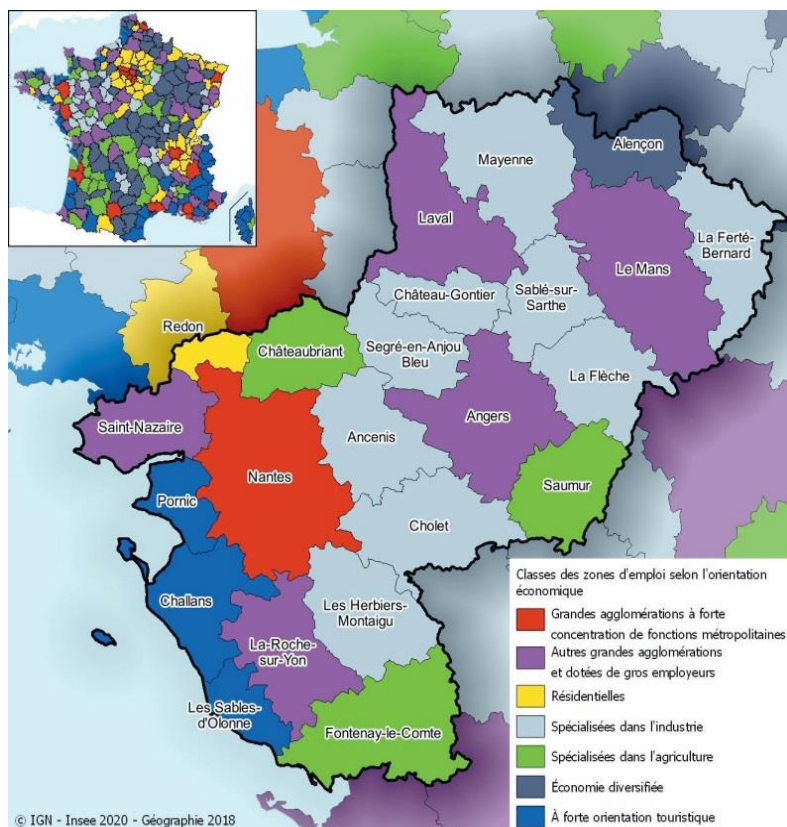 Mayenne
Alençon
Laval
La Ferté-
Bernard
Le Mans
Château-Gontier
Sablé-sur-
Sarthe
Redon
Châteaubriant
Segré-en-Anjou
Bleu
La Flèche
Saint-Nazaire
Ancenis
Angers
Nantes
Saumur
Pornic
Cholet
Challans
Les Herbiers-
Montaigu
La-Roche-
sur-Yon
Les Sables-
d'Olonne
Fontenay-le-Comte
Classes des zones d'emploi selon l'orientation
économique
Grandes agglomérations à forte
concentration de fonctions métropolitaines
Autres grandes agglomérations
et dotées de gros employeurs
Résidentielles
Spécialisées dans l'industrie
Spécialisées dans l'agriculture
Économie diversifiée
À forte orientation touristique
© IGN - Insee 2020 - Géographie 2018